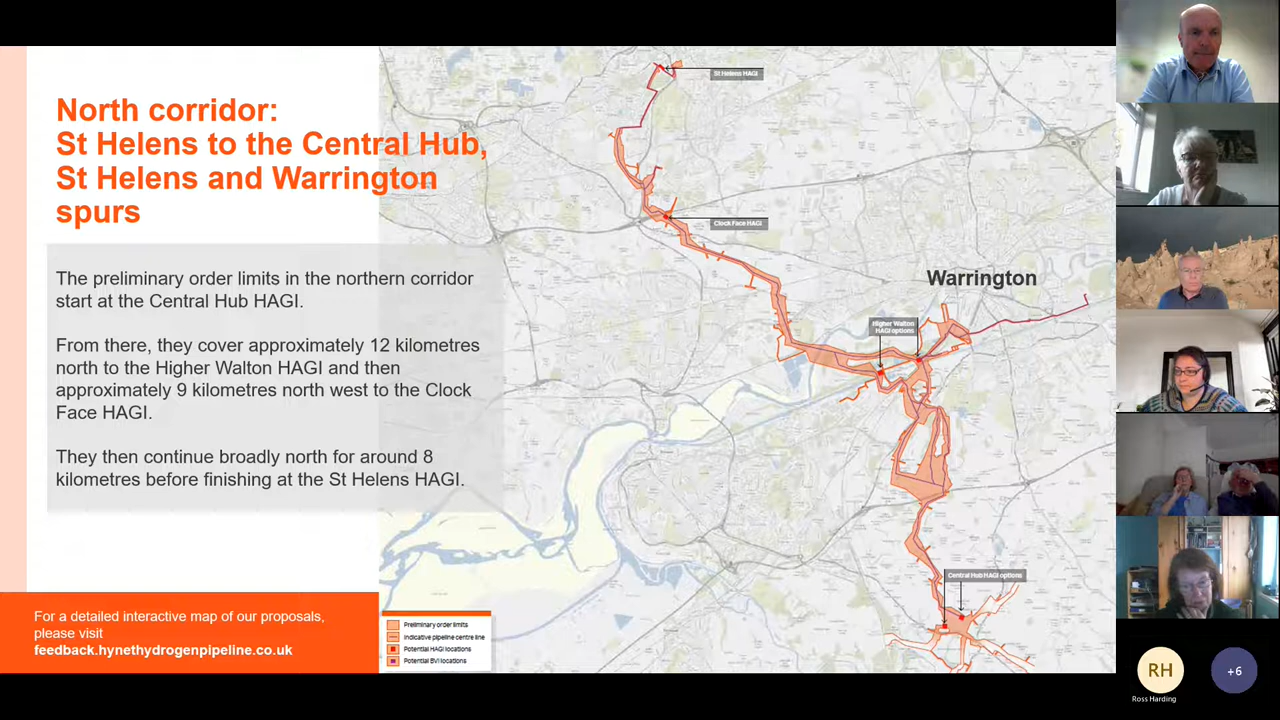 North corridor:
St Helens to the Central Hub,
St Helens and Warrington
spurs
The preliminary order limits in the northern corridor
start at the Central Hub HAGI.
From there, they cover approximately 12 kilometres
north to the Higher Walton HAGI and then
approximately 9 kilometres north west to the Clock
Face HAGI.
They then continue broadly north for around 8
kilometres before finishing at the St Helens HAGI.
For a detailed interactive map of our proposals,
please visit
feedback.hynethydrogenpipeline.co.uk
St Helens HAGI
Clock Face HAGI
Warrington
Higher Walton
HAGI options
Central Hub HAGI options
Preliminary order limits
Indicative pipeline centre line
Potential HAGI locations
Potential BVI locations
RH
Ross Harding
+6